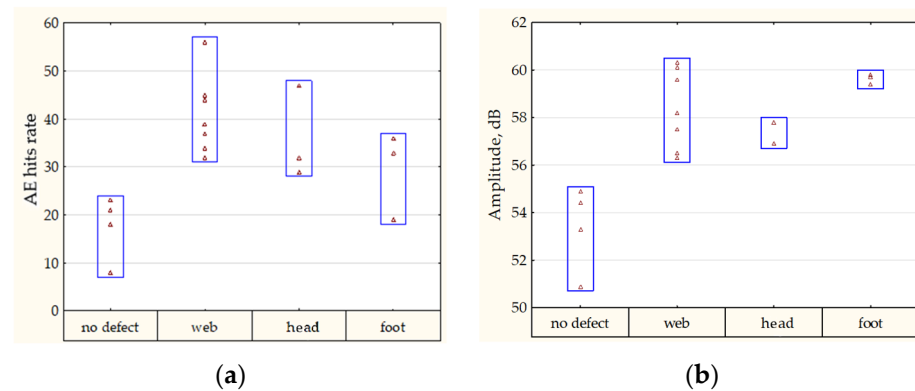 60
50
40
30
20
10
0
AE hits rate
no defect web head foot
(a)
62
60
58
56
54
52
50
Amplitude, dB
no defect web head foot
(b)